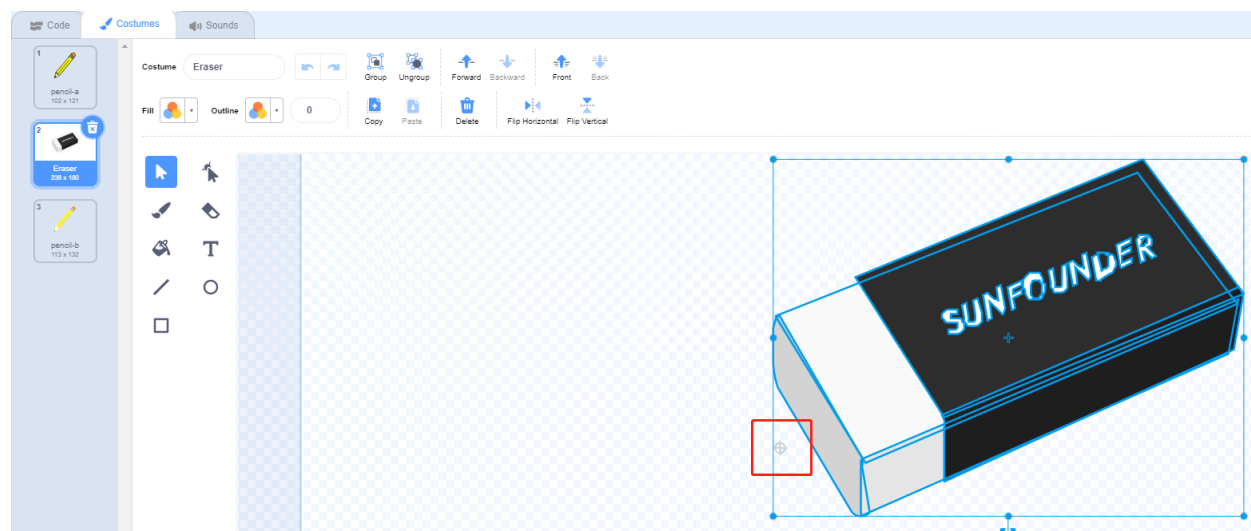 Code Costumes Sounds
1
pencil-a
102 x 121
2
Eraser
238 x 180
3
pencil-b
113 x 132
Costume Eraser Group Ungroup Forward Backward Front Back
Fill Outline 0 Copy Paste Delete Flip Horizontal Flip Vertical
T
SUNFOUNDER